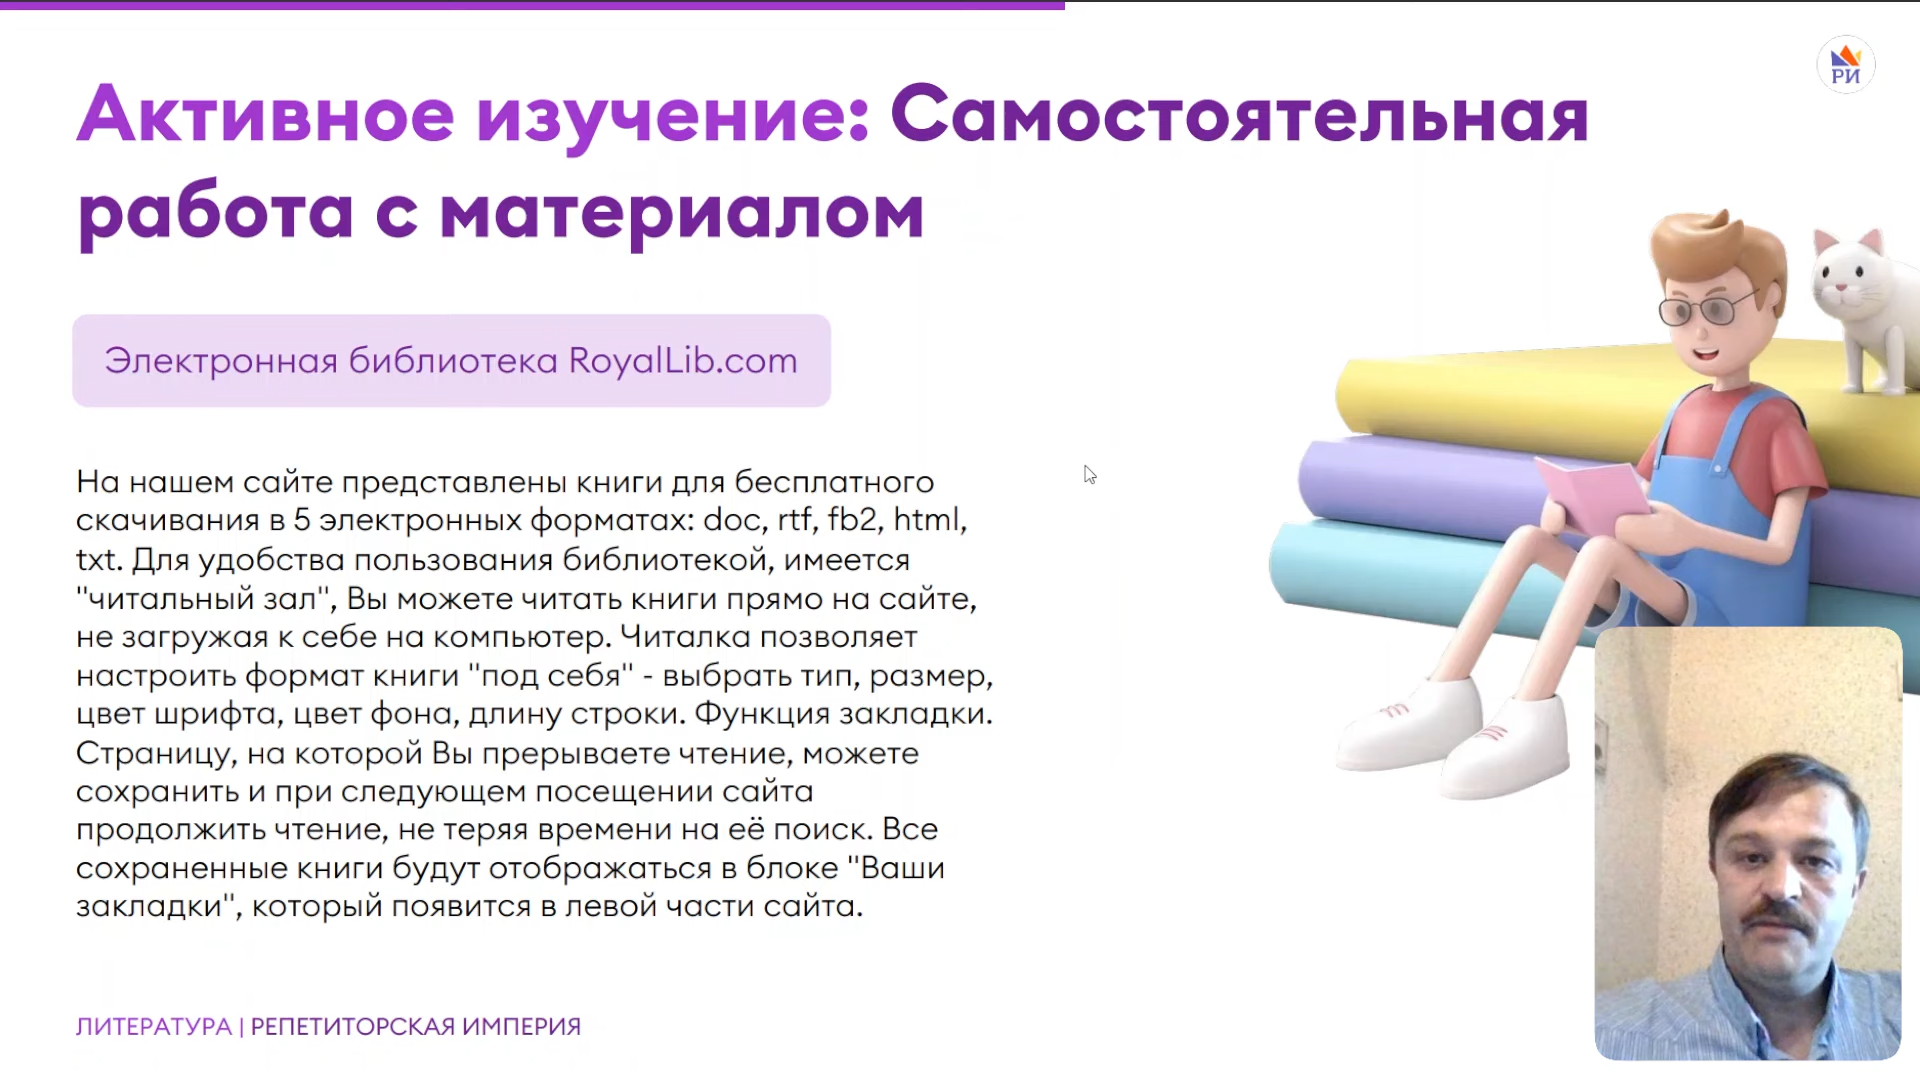 РИ
Активное изучение: Самостоятельная
работа с материалом
Электронная библиотека RoyalLib.com
На нашем сайте представлены книги для бесплатного
скачивания в 5 электронных форматах: doc, rtf, fb2, html,
txt. Для удобства пользования библиотекой, имеется
"читальный зал", Вы можете читать книги прямо на сайте,
не загружая к себе на компьютер. Читалка позволяет
настроить формат книги "под себя" - выбрать тип, размер,
цвет шрифта, цвет фона, длину строки. Функция закладки.
Страницу, на которой Вы прерываете чтение, можете
сохранить и при следующем посещении сайта
продолжить чтение, не теряя времени на её поиск. Все
сохраненные книги будут отображаться в блоке "Ваши
закладки", который появится в левой части сайта.
ЛИТЕРАТУРА | РЕПЕТИТОРСКАЯ ИМПЕРИЯ